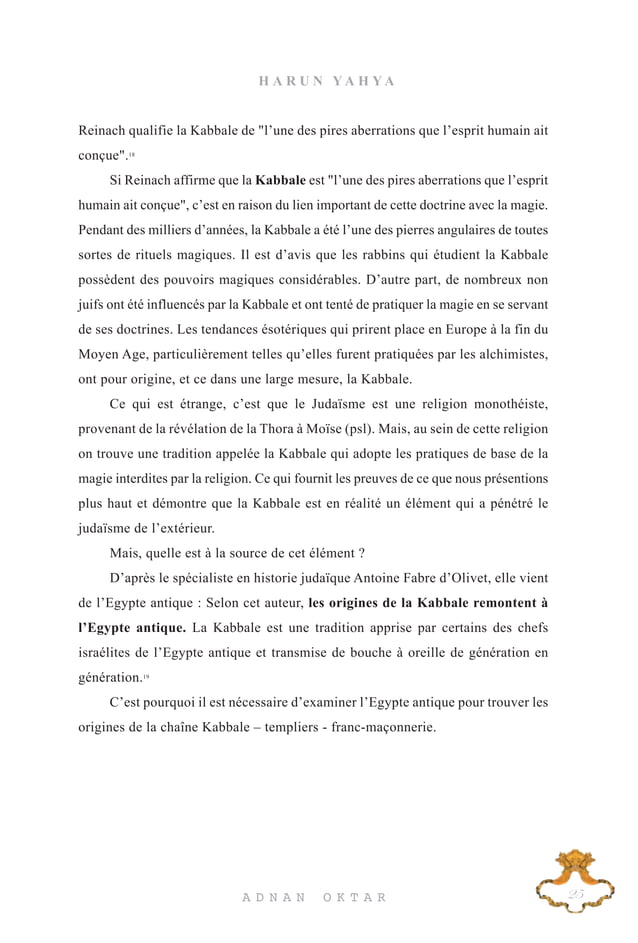 HARUN YAHYA
Reinach qualifie la Kabbale de "l’une des pires aberrations que l’esprit humain ait
conçue".18
Si Reinach affirme que la Kabbale est "l’une des pires aberrations que l’esprit
humain ait conçue", c’est en raison du lien important de cette doctrine avec la magie.
Pendant des milliers d’années, la Kabbale a été l’une des pierres angulaires de toutes
sortes de rituels magiques. Il est d’avis que les rabbins qui étudient la Kabbale
possèdent des pouvoirs magiques considérables. D’autre part, de nombreux non
juifs ont été influencés par la Kabbale et ont tenté de pratiquer la magie en se servant
de ses doctrines. Les tendances ésotériques qui prirent place en Europe à la fin du
Moyen Age, particulièrement telles qu’elles furent pratiquées par les alchimistes,
ont pour origine, et ce dans une large mesure, la Kabbale.
Ce qui est étrange, c’est que le Judaïsme est une religion monothéiste,
provenant de la révélation de la Thora à Moïse (psl). Mais, au sein de cette religion
on trouve une tradition appelée la Kabbale qui adopte les pratiques de base de la
magie interdites par la religion. Ce qui fournit les preuves de ce que nous présentions
plus haut et démontre que la Kabbale est en réalité un élément qui a pénétré le
judaïsme de l’extérieur.
Mais, quelle est à la source de cet élément ?
D’après le spécialiste en historie judaïque Antoine Fabre d’Olivet, elle vient
de l’Egypte antique : Selon cet auteur, les origines de la Kabbale remontent à
l’Egypte antique. La Kabbale est une tradition apprise par certains des chefs
israélites de l’Egypte antique et transmise de bouche à oreille de génération en
génération.19
C’est pourquoi il est nécessaire d’examiner l’Egypte antique pour trouver les
origines de la chaîne Kabbale – templiers - franc-maçonnerie.
ADNAN OKTAR
25